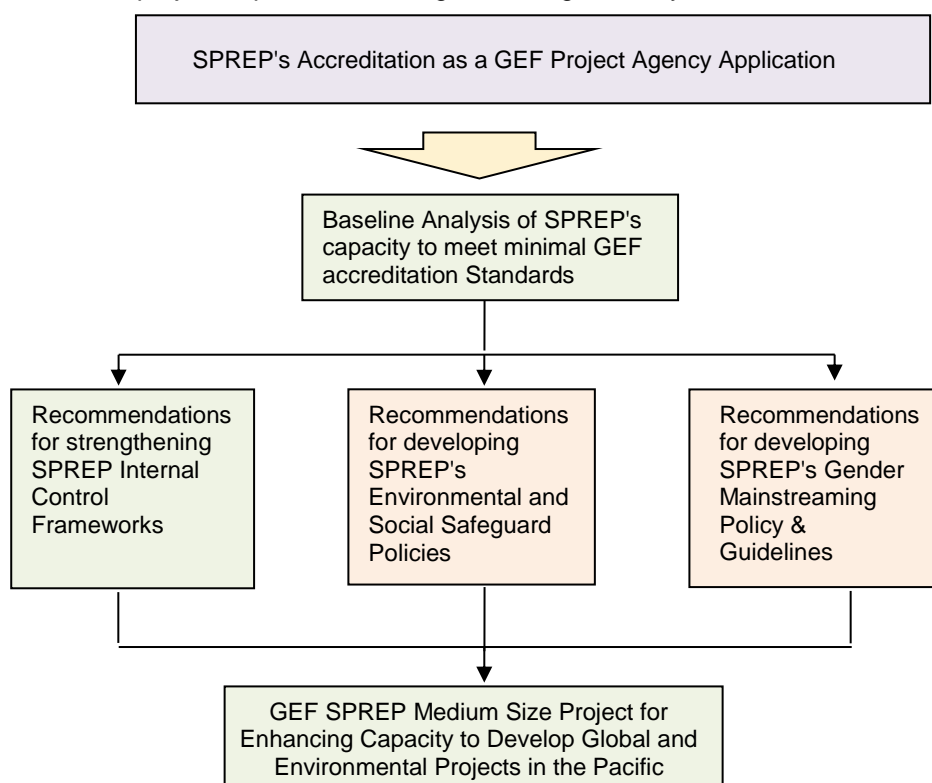 SPREP's Accreditation as a GEF Project Agency Application
Baseline Analysis of SPREP's
capacity to meet minimal GEF
accreditation Standards
Recommendations
for strengthening
SPREP Internal
Control
Frameworks
Recommendations
for developing
SPREP's
Environmental and
Social Safeguard
Policies
Recommendations
for developing
SPREP's Gender
Mainstreaming
Policy &
Guidelines
GEF SPREP Medium Size Project for
Enhancing Capacity to Develop Global and
Environmental Projects in the Pacific